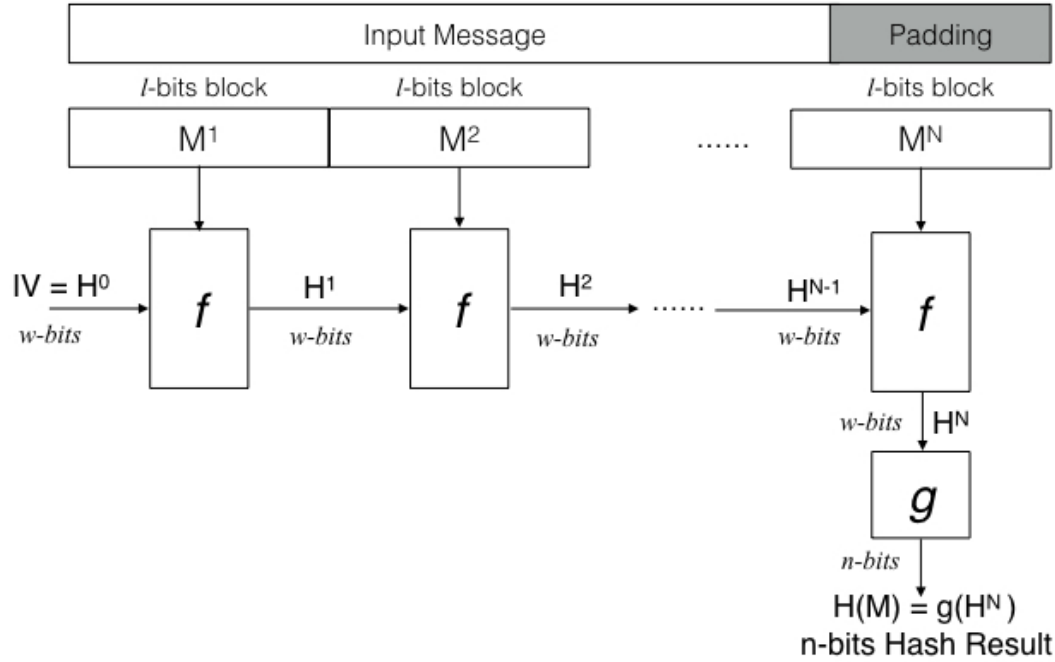 Input Message Padding
l-bits block l-bits block l-bits block
M¹ M² ...... Mᴺ
IV = H⁰ f H¹ f H² ...... Hᴺ⁻¹ f
w-bits w-bits w-bits w-bits
w-bits Hᴺ
g
n-bits
H(M) = g(Hᴺ)
n-bits Hash Result